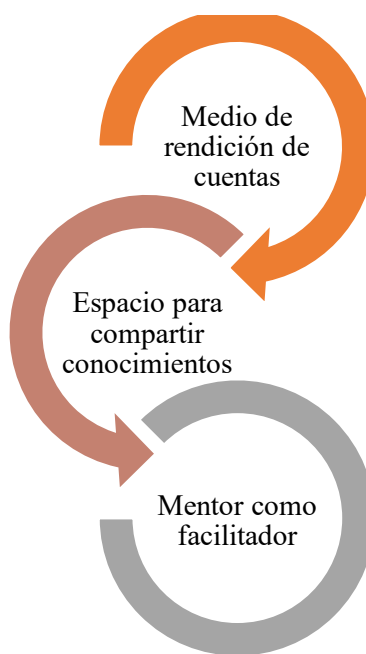 Medio de
rendición de
cuentas
Espacio para
compartir
conocimientos
Mentor como
facilitador